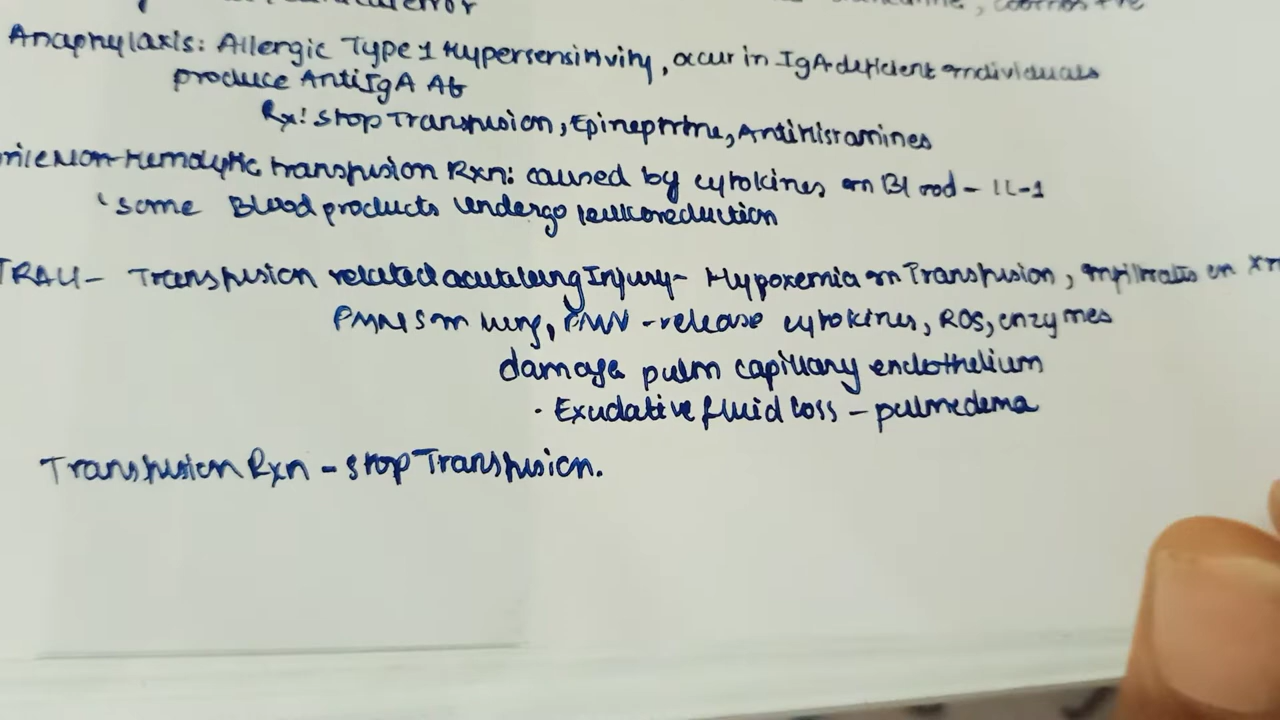 error
Anaphylaxis: Allergic Type 1 Hypersensitivity, occur in IgA deficient individuals
produce Anti IgA Ab
Rx: Stop Transfusion, Epinephrine, Antihistamines
Non-Hemolytic transfusion Rxn: caused by cytokines in Blood - IL-1
some Blood products undergo leukoreduction
Transfusion related acute lung Injury - Hypoxemia in Transfusion, infiltrates on
PMNs in lung, PMN - release cytokines, ROS, enzymes
damage pulm capillary endothelium
· Exudative fluid loss - pulm edema
Transfusion Rxn - Stop Transfusion.